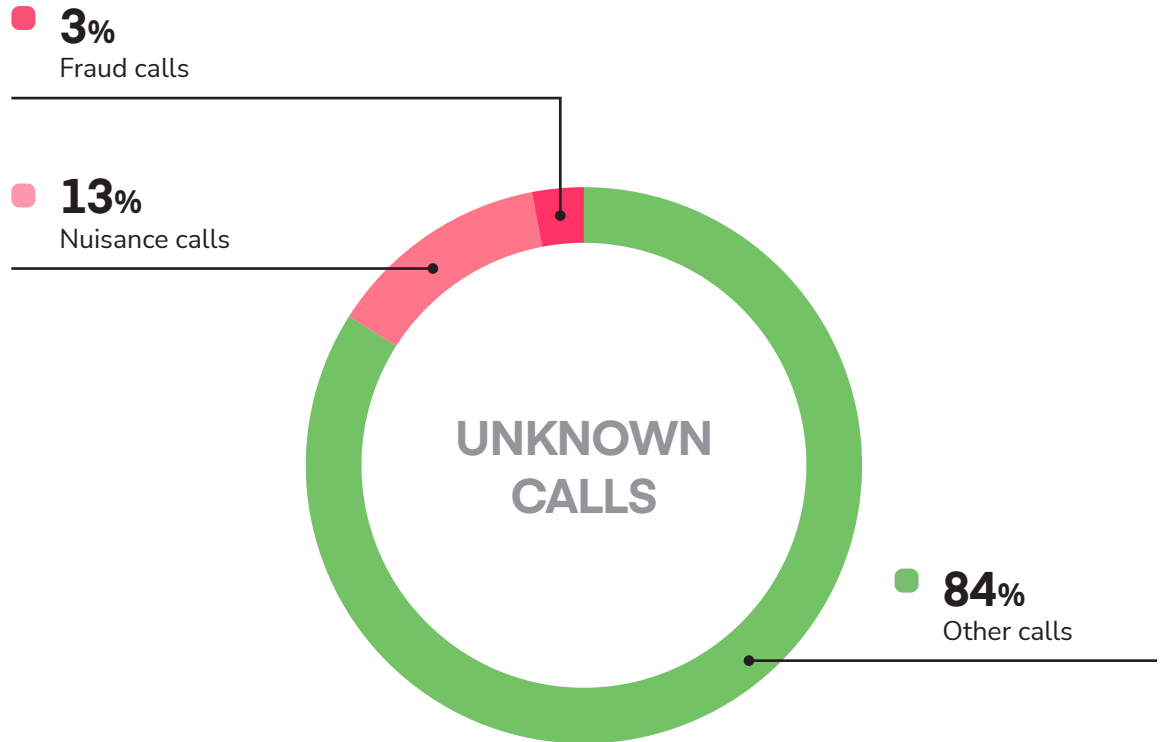 3%
Fraud calls
13%
Nuisance calls
UNKNOWN
CALLS
84%
Other calls